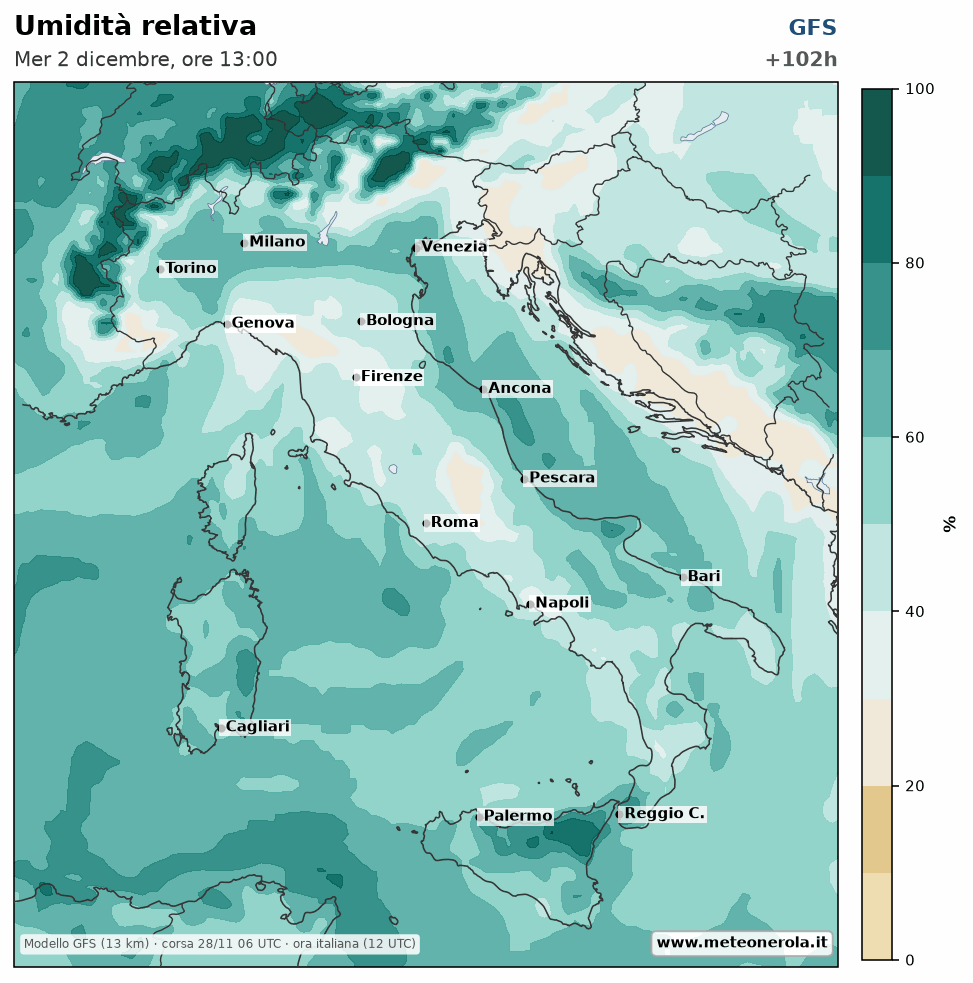 Umidità relativa
GFS
Mer 2 dicembre, ore 13:00
+102h
100
80
60
40
20
0
%
Milano
Venezia
Torino
Genova
Bologna
Firenze
Ancona
Pescara
Roma
Bari
Napoli
Cagliari
Palermo
Reggio C.
Modello GFS (13 km) · corsa 28/11 06 UTC · ora italiana (12 UTC)
www.meteonerola.it